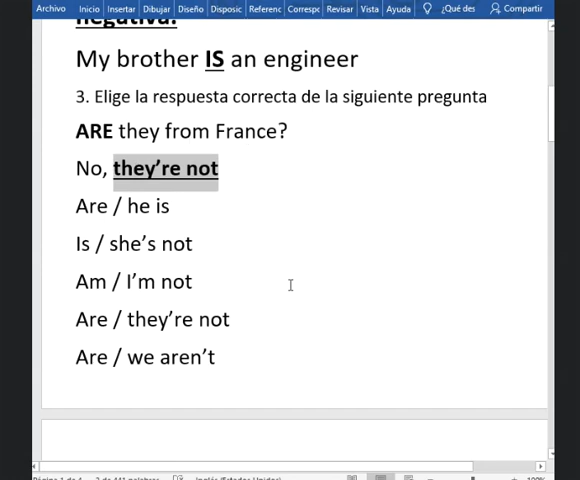 Archivo Inicio Insertar Dibujar Diseño Disposic Referenc Correspo Revisar Vista Ayuda ¿Qué des Compartir
negativa:
My brother IS an engineer
3. Elige la respuesta correcta de la siguiente pregunta
ARE they from France?
No, they're not
Are / he is
Is / she's not
Am / I'm not
Are / they're not
Are / we aren't